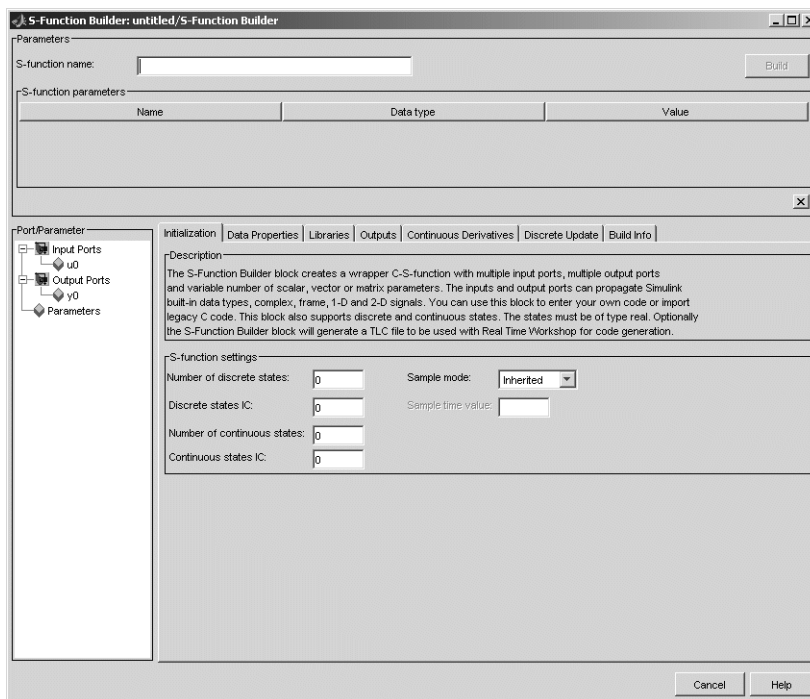 S-Function Builder: untitled/S-Function Builder
Parameters
S-function name:
Build
S-function parameters
Name
Data type
Value
Port/Parameter
Input Ports
u0
Output Ports
y0
Parameters
Initialization
Data Properties
Libraries
Outputs
Continuous Derivatives
Discrete Update
Build Info
Description
The S-Function Builder block creates a wrapper C-S-function with multiple input ports, multiple output ports
and variable number of scalar, vector or matrix parameters. The inputs and output ports can propagate Simulink
built-in data types, complex, frame, 1-D and 2-D signals. You can use this block to enter your own code or import
legacy C code. This block also supports discrete and continuous states. The states must be of type real. Optionally
the S-Function Builder block will generate a TLC file to be used with Real Time Workshop for code generation.
S-function settings
Number of discrete states: 0
Sample mode: Inherited
Discrete states IC: 0
Sample time value:
Number of continuous states: 0
Continuous states IC: 0
Cancel
Help